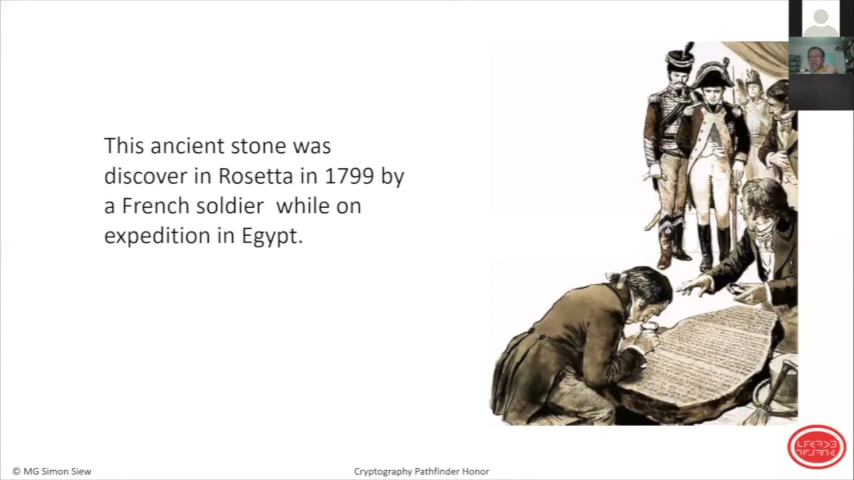 This ancient stone was
discover in Rosetta in 1799 by
a French soldier  while on
expedition in Egypt.
© MG Simon Siew
Cryptography Pathfinder Honor